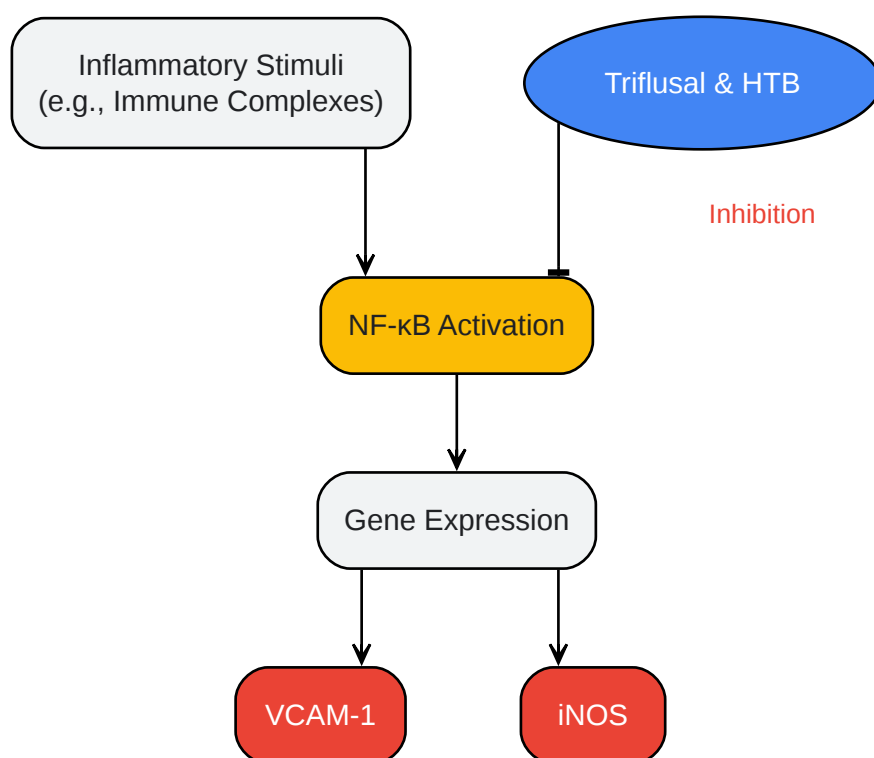 Inflammatory Stimuli
(e.g., Immune Complexes)
Triflusal & HTB
Inhibition
NF-κB Activation
Gene Expression
VCAM-1
iNOS